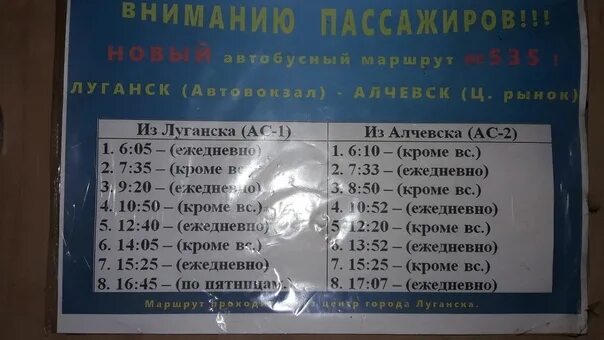 ВНИМАНИЮ ПАССАЖИРОВ!!!
НОВЫЙ автобусный маршрут № 535 !
ЛУГАНСК (Автовокзал) - АЛЧЕВСК (Ц. рынок)
Из Луганска (АС-1) Из Алчевска (АС-2)
1. 6:05 – (ежедневно) 1. 6:10 – (кроме вс.)
2. 7:35 – (кроме вс.) 2. 7:33 – (ежедневно)
3. 9:20 – (ежедневно) 3. 8:50 – (кроме вс.)
4. 10:50 – (кроме вс.) 4. 10:52 – (ежедневно)
5. 12:40 – (ежедневно) 5. 12:20 – (кроме вс.)
6. 14:05 – (кроме вс.) 8. 13:52 – (ежедневно)
7. 15:25 – (ежедневно) 7. 15:25 – (кроме вс.)
8. 16:45 – (по пятницам) 8. 17:07 – (ежедневно)
Маршрут проходит центр города Луганска.